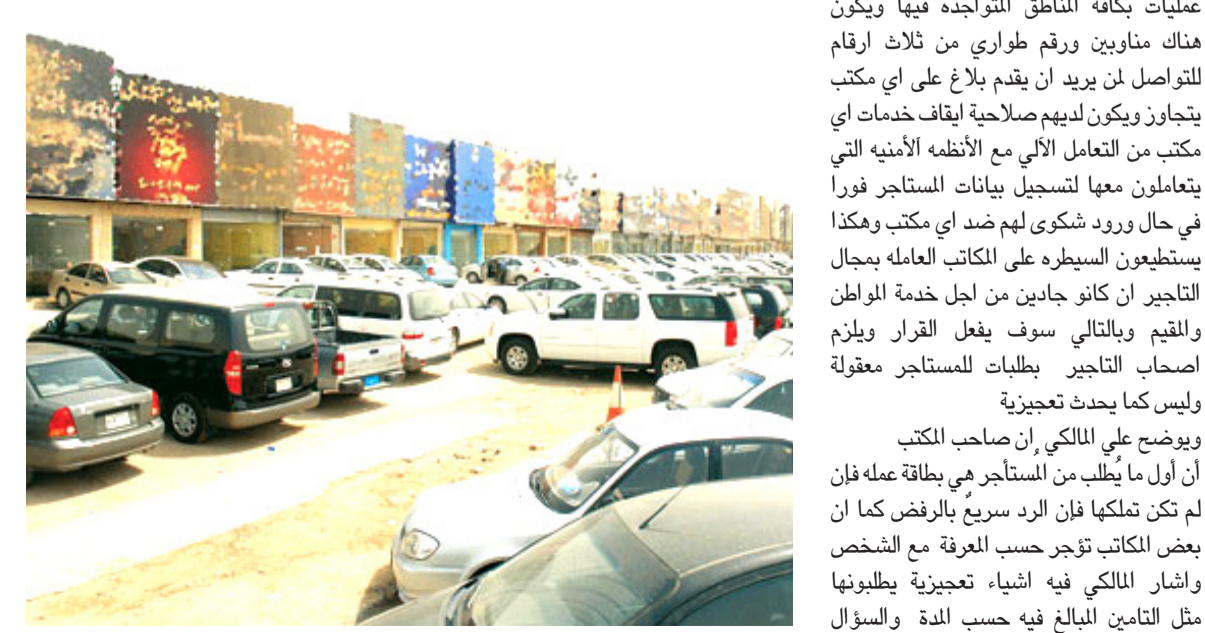 عمليات بكافه المناطق المتواجده فيها ويكون
هناك مناوبين ورقم طواري من ثلاث ارقام
للتواصل لمن يريد ان يقدم بلاغ على اي مكتب
يتجاوز ويكون لديهم صلاحية ايقاف خدمات اي
مكتب من التعامل الآلي مع الأنظمه ألأمنيه التي
يتعاملون معها لتسجيل بيانات المستاجر فورا
في حال ورود شكوى لهم ضد اي مكتب وهكذا
يستطيعون السيطره على المكاتب العامله بمجال
التاجير ان كانو جادين من اجل خدمة المواطن
والمقيم وبالتالي سوف يفعل القرار ويلزم
اصحاب التاجير بطلبات للمستاجر معقولة
وليس كما يحدث تعجيزية
ويوضح علي المالكي إن صاحب المكتب
أن أول ما يُطلب من المستأجر هي بطاقة عمله فإن
لم تكن تملكها فإن الرد سريعٌ بالرفض كما ان
بعض المكاتب تؤجر حسب المعرفة مع الشخص
واشار المالكي فيه اشياء تعجيزية يطلبونها
مثل التامين المبالغ فيه حسب المدة والسؤال